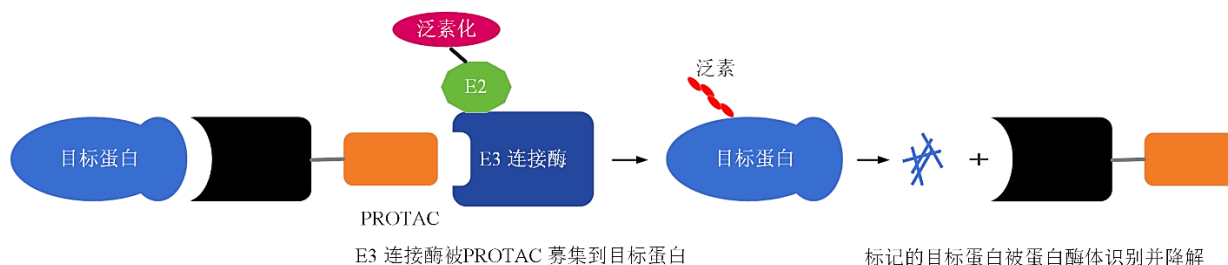 泛素化
E2
目标蛋白
E3 连接酶
PROTAC
E3 连接酶被PROTAC 募集到目标蛋白
泛素
目标蛋白
+
标记的目标蛋白被蛋白酶体识别并降解